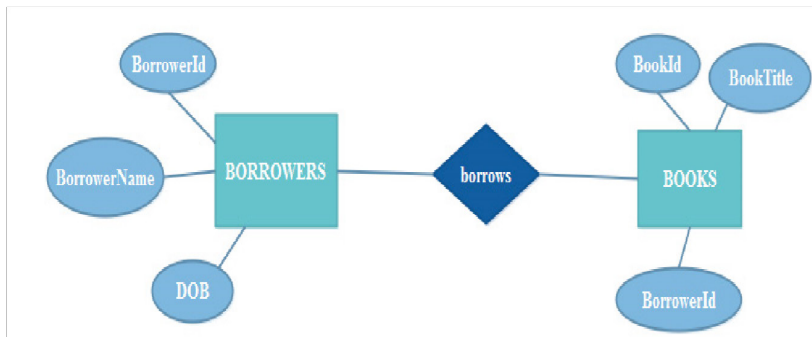 BorrowerId
BookId
BookTitle
BorrowerName
BORROWERS
borrows
BOOKS
DOB
BorrowerId